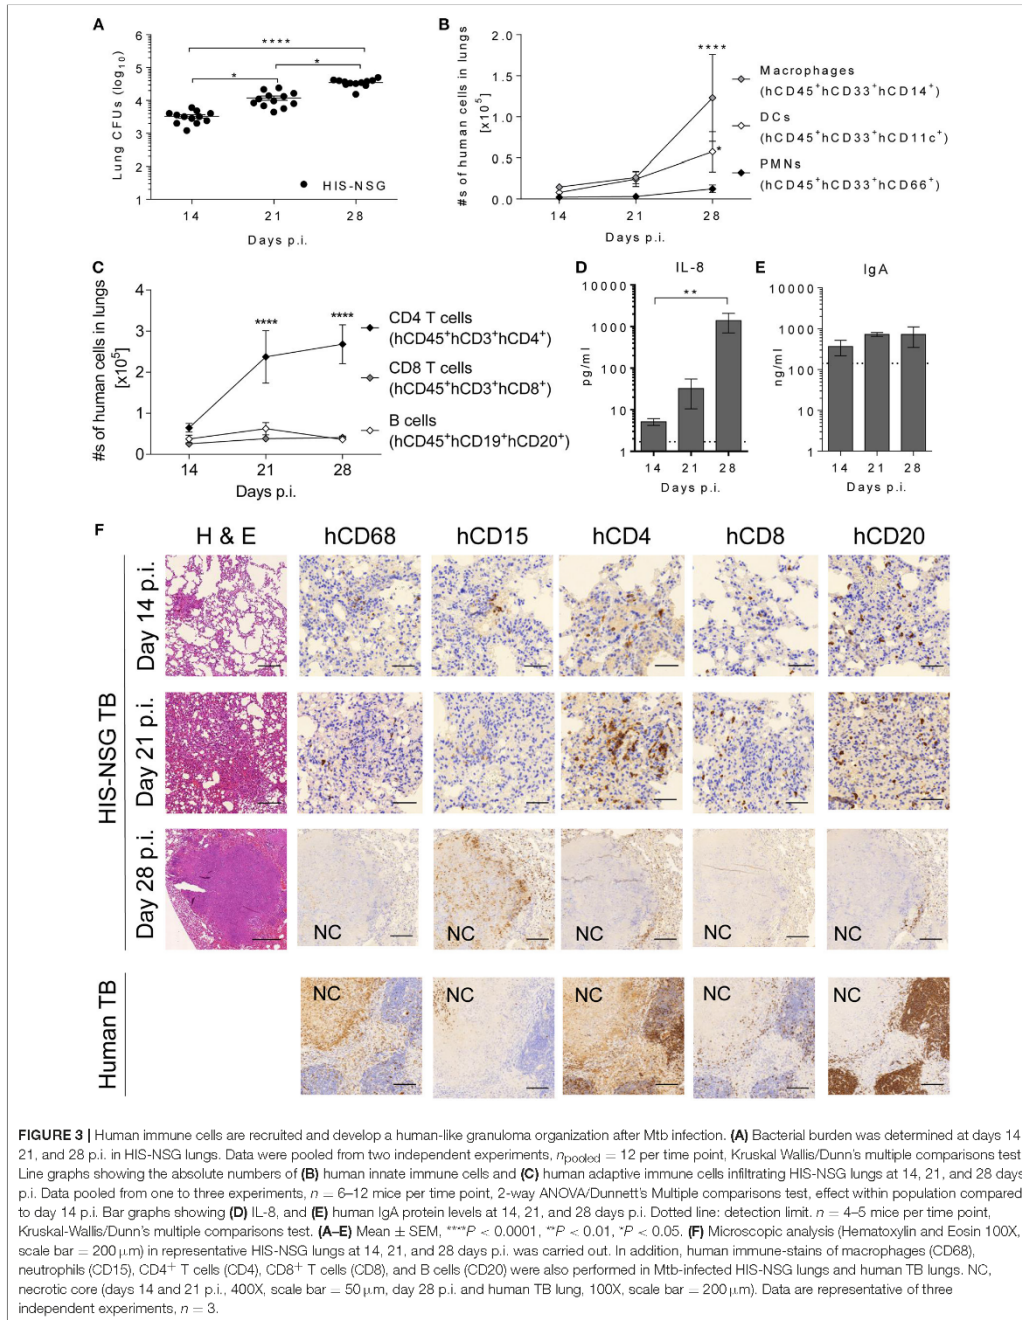 A
Lung CFUs (log10)
6
5
4
3
2
1
****
*
*
HIS-NSG
14 21 28
Days p.i.
B
#s of human cells in lungs
[x10^5]
2.0
1.5
1.0
0.5
0.0
****
*
14 21 28
Days p.i.
Macrophages
(hCD45+hCD33+hCD14+)
DCs
(hCD45+hCD33+hCD11c+)
PMNs
(hCD45+hCD33+hCD66+)
C
#s of human cells in lungs
[x10^5]
4
3
2
1
0
****
****
14 21 28
Days p.i.
CD4 T cells
(hCD45+hCD3+hCD4+)
CD8 T cells
(hCD45+hCD3+hCD8+)
B cells
(hCD45+hCD19+hCD20+)
D
IL-8
pg/ml
10000
1000
100
10
1
**
14 21 28
Days p.i.
E
IgA
ng/ml
10000
1000
100
10
1
14 21 28
Days p.i.
F
H & E hCD68 hCD15 hCD4 hCD8 hCD20
HIS-NSG TB
Day 14 p.i.
Day 21 p.i.
Day 28 p.i.
NC NC NC NC NC
Human TB
NC NC NC NC NC
FIGURE 3 | Human immune cells are recruited and develop a human-like granuloma organization after Mtb infection. (A) Bacterial burden was determined at days 14
21, and 28 p.i. in HIS-NSG lungs. Data were pooled from two independent experiments, npooled = 12 per time point, Kruskal Wallis/Dunn's multiple comparisons test
Line graphs showing the absolute numbers of (B) human innate immune cells and (C) human adaptive immune cells infiltrating HIS-NSG lungs at 14, 21, and 28 days
p.i. Data pooled from one to three experiments, n = 6–12 mice per time point, 2-way ANOVA/Dunnett's Multiple comparisons test, effect within population compared
to day 14 p.i. Bar graphs showing (D) IL-8, and (E) human IgA protein levels at 14, 21, and 28 days p.i. Dotted line: detection limit. n = 4–5 mice per time point,
Kruskal-Wallis/Dunn's multiple comparisons test. (A–E) Mean ± SEM, ****P < 0.0001, **P < 0.01, *P < 0.05. (F) Microscopic analysis (Hematoxylin and Eosin 100X,
scale bar = 200 μm) in representative HIS-NSG lungs at 14, 21, and 28 days p.i. was carried out. In addition, human immune-stains of macrophages (CD68),
neutrophils (CD15), CD4+ T cells (CD4), CD8+ T cells (CD8), and B cells (CD20) were also performed in Mtb-infected HIS-NSG lungs and human TB lungs. NC,
necrotic core (days 14 and 21 p.i., 400X, scale bar = 50 μm, day 28 p.i. and human TB lung, 100X, scale bar = 200 μm). Data are representative of three
independent experiments, n = 3.